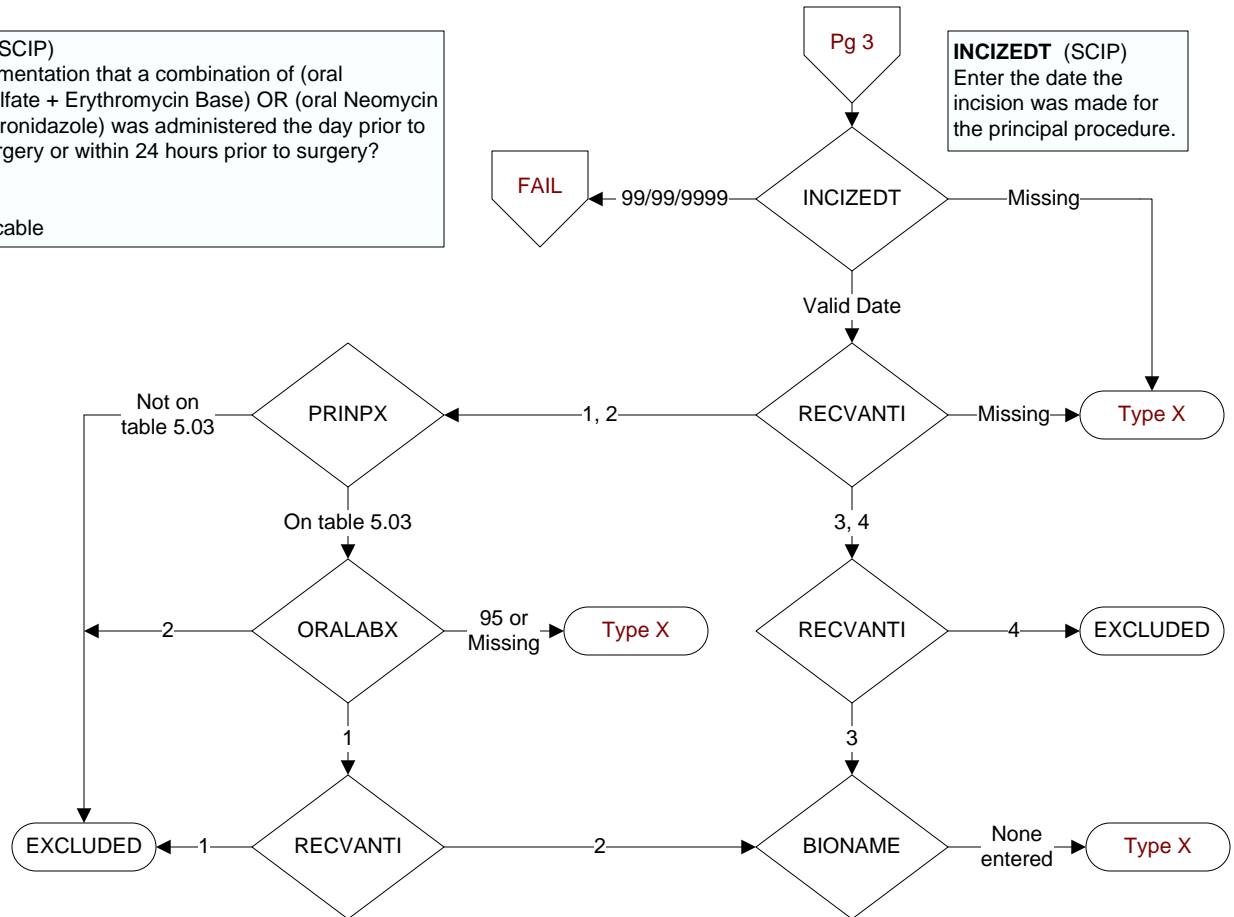 SCIP)
mentation that a combination of (oral
lfate + Erythromycin Base) OR (oral Neomycin
ronidazole) was administered the day prior to
rgery or within 24 hours prior to surgery?
cable
Pg 3
INCIZEDT (SCIP)
Enter the date the
incision was made for
the principal procedure.
FAIL
99/99/9999
INCIZEDT
Missing
Valid Date
Not on
table 5.03
PRINPX
1, 2
RECVANTI
Missing
Type X
On table 5.03
3, 4
2
ORALABX
95 or
Missing
Type X
RECVANTI
4
EXCLUDED
1
3
EXCLUDED
1
RECVANTI
2
BIONAME
None
entered
Type X